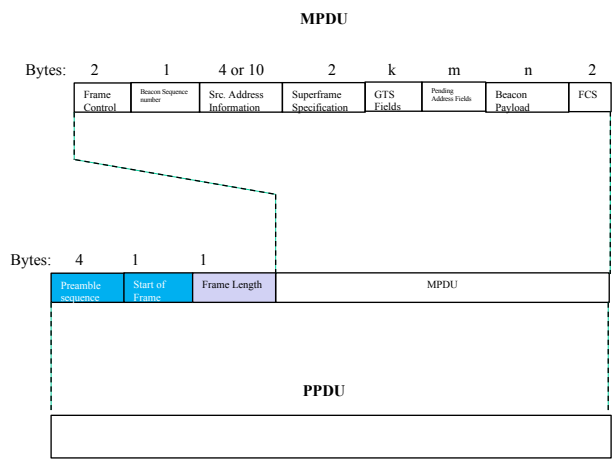 MPDU
Bytes: 2 1 4 or 10 2 k m n 2
Frame Control
Beacon Sequence number
Src. Address Information
Superframe Specification
GTS Fields
Pending Address Fields
Beacon Payload
FCS
Bytes: 4 1 1
Preamble sequence
Start of Frame
Frame Length
MPDU
PPDU